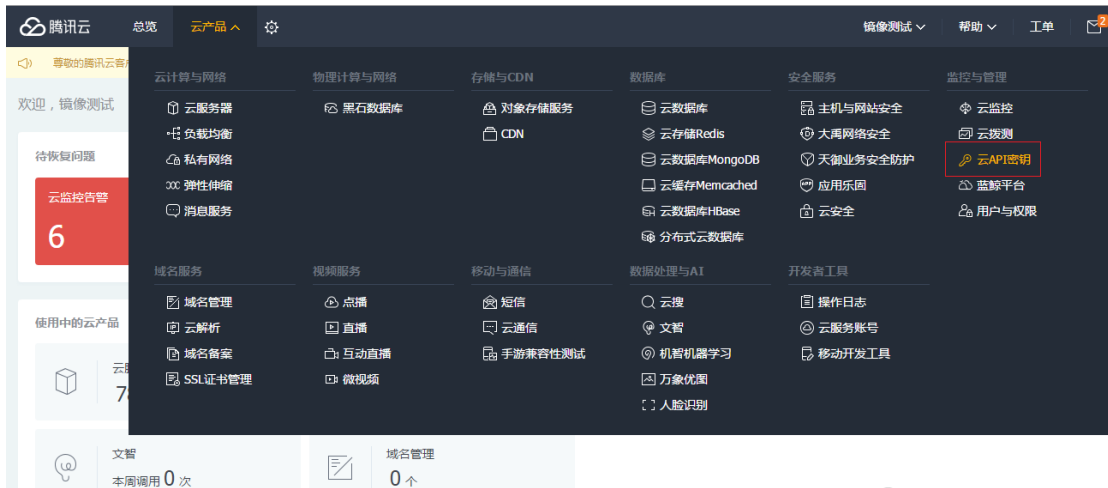 腾讯云 总览 云产品 镜像测试 帮助 工单 2
尊敬的腾讯云客
欢迎，镜像测试
待恢复问题
云监控告警
6
使用中的云产品
78
云计算与网络 物理计算与网络 存储与CDN 数据库 安全服务 监控与管理
云服务器 黑石数据库 对象存储服务 云数据库 主机与网站安全 云监控
负载均衡 CDN 云存储Redis 大禹网络安全 云拨测
私有网络 云数据库MongoDB 天御业务安全防护 云API密钥
弹性伸缩 云缓存Memcached 应用乐固 蓝鲸平台
消息服务 云数据库HBase 云安全 用户与权限
分布式云数据库
域名服务 视频服务 移动与通信 数据处理与AI 开发者工具
域名管理 点播 短信 云搜 操作日志
云解析 直播 云通信 文智 云服务账号
域名备案 互动直播 手游兼容性测试 机智机器学习 移动开发工具
SSL证书管理 微视频 万象优图
人脸识别
文智 域名管理
本周调用 0 次 0 个